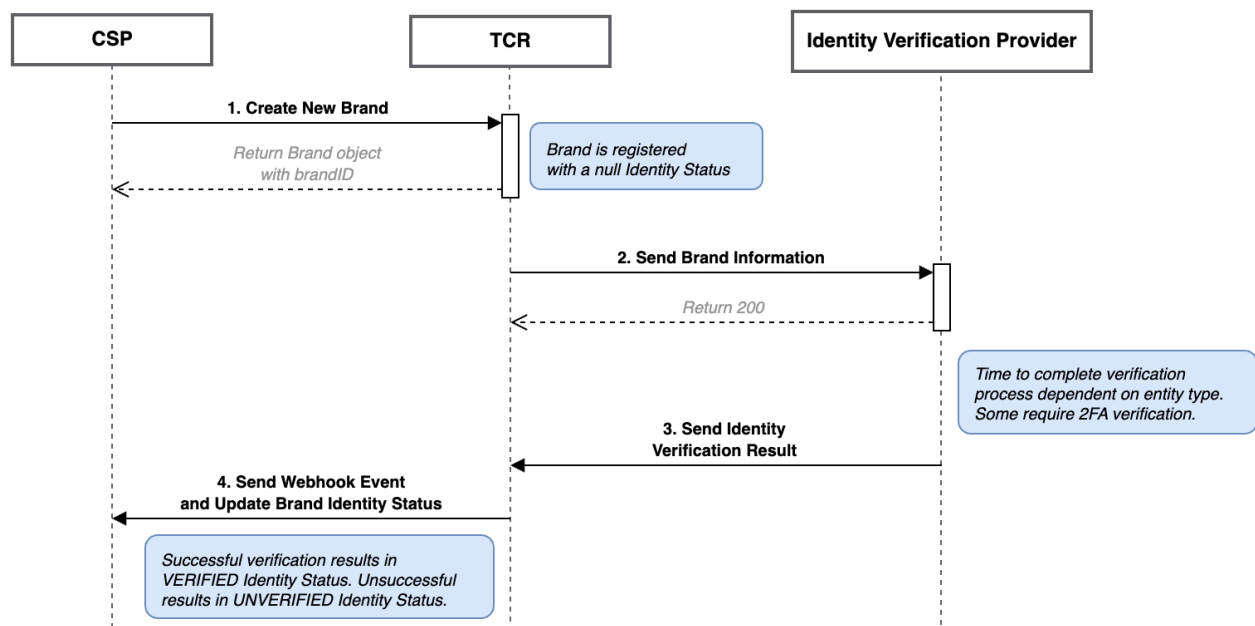 CSP
TCR
Identity Verification Provider
1. Create New Brand
Return Brand object
with brandID
Brand is registered
with a null Identity Status
2. Send Brand Information
Return 200
Time to complete verification
process dependent on entity type.
Some require 2FA verification.
3. Send Identity
Verification Result
4. Send Webhook Event
and Update Brand Identity Status
Successful verification results in
VERIFIED Identity Status. Unsuccessful
results in UNVERIFIED Identity Status.